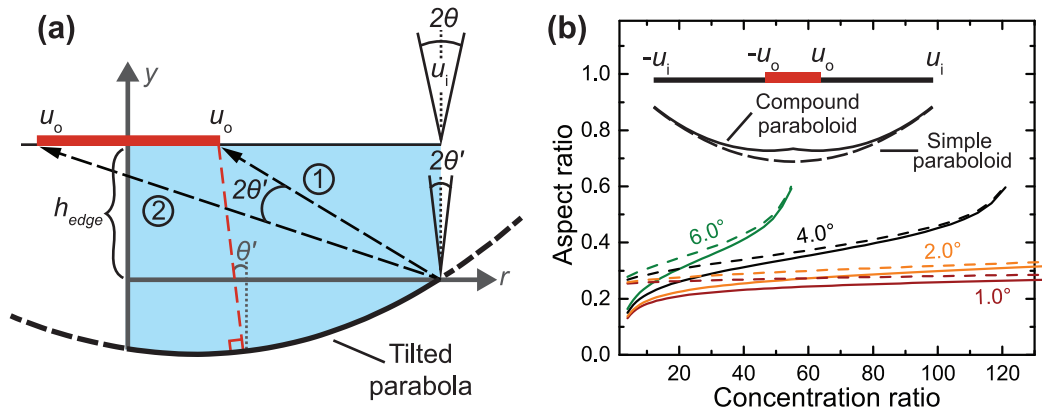 (a)
2θ
u_i
y
u_o
u_o
2θ′
h_edge
①
②
2θ′
θ′
r
Tilted
parabola
(b)
Aspect ratio
1.0
0.8
0.6
0.4
0.2
0.0
-u_i
-u_o
u_o
u_i
Compound
paraboloid
Simple
paraboloid
6.0°
4.0°
2.0°
1.0°
20
40
60
80
100
120
Concentration ratio